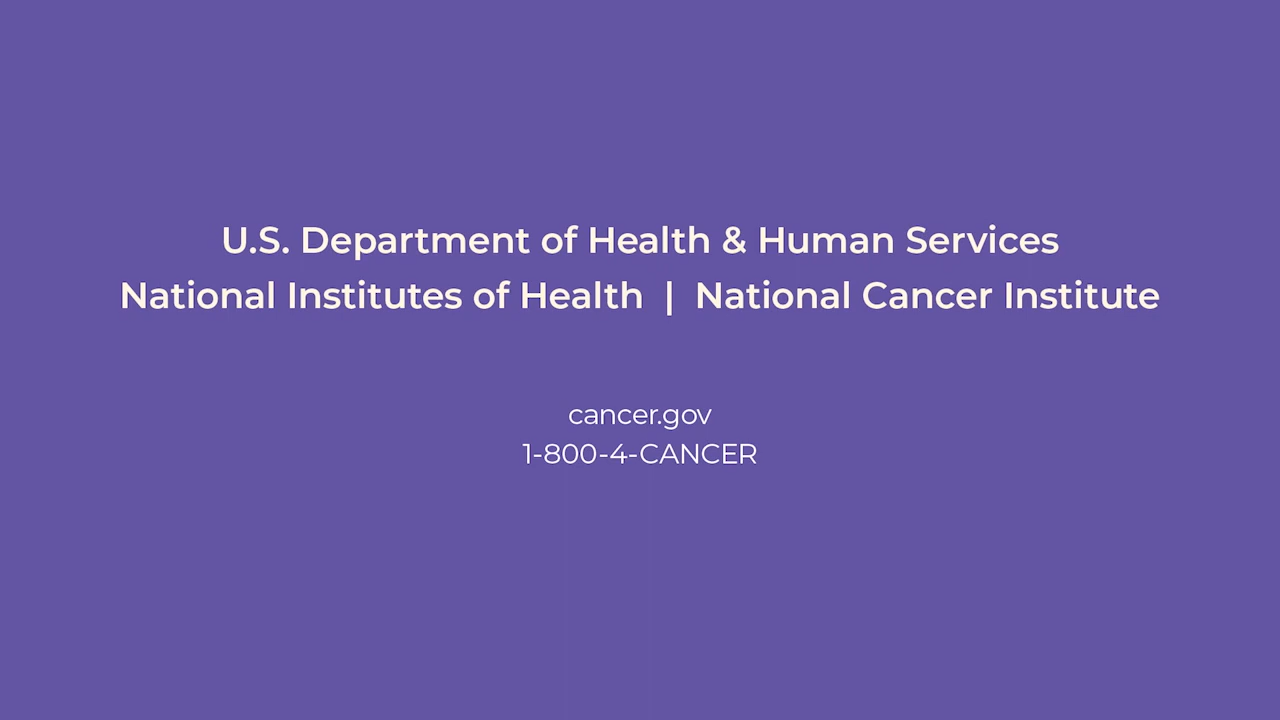 U.S. Department of Health & Human Services
National Institutes of Health | National Cancer Institute
cancer.gov
1-800-4-CANCER